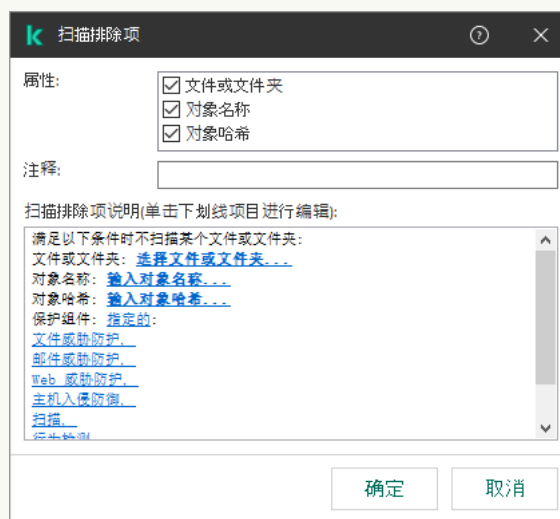 扫描排除项
属性:
文件或文件夹
对象名称
对象哈希
注释:
扫描排除项说明(单击下划线项目进行编辑):
满足以下条件时不扫描某个文件或文件夹:
文件或文件夹: 选择文件或文件夹...
对象名称: 输入对象名称...
对象哈希: 输入对象哈希...
保护组件: 指定的:
文件威胁防护,
邮件威胁防护,
Web 威胁防护,
主机入侵防御,
扫描,
行为检测
确定
取消